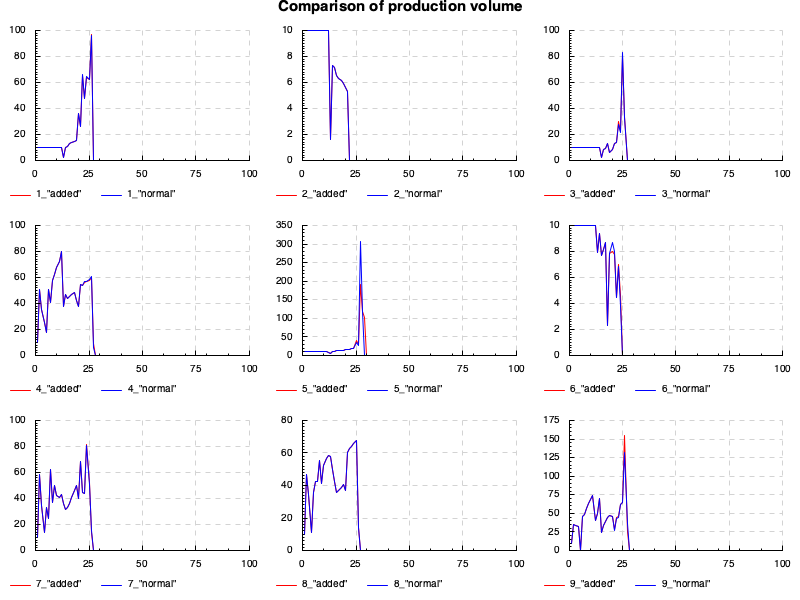 Comparison of production volume
100 80 60 40 20 0
0 25 50 75 100
1_"added" 1_"normal"
10 8 6 4 2 0
0 25 50 75 100
2_"added" 2_"normal"
100 80 60 40 20 0
0 25 50 75 100
3_"added" 3_"normal"
100 80 60 40 20 0
0 25 50 75 100
4_"added" 4_"normal"
350 300 250 200 150 100 50 0
0 25 50 75 100
5_"added" 5_"normal"
10 8 6 4 2 0
0 25 50 75 100
6_"added" 6_"normal"
100 80 60 40 20 0
0 25 50 75 100
7_"added" 7_"normal"
80 60 40 20 0
0 25 50 75 100
8_"added" 8_"normal"
175 150 125 100 75 50 25 0
0 25 50 75 100
9_"added" 9_"normal"